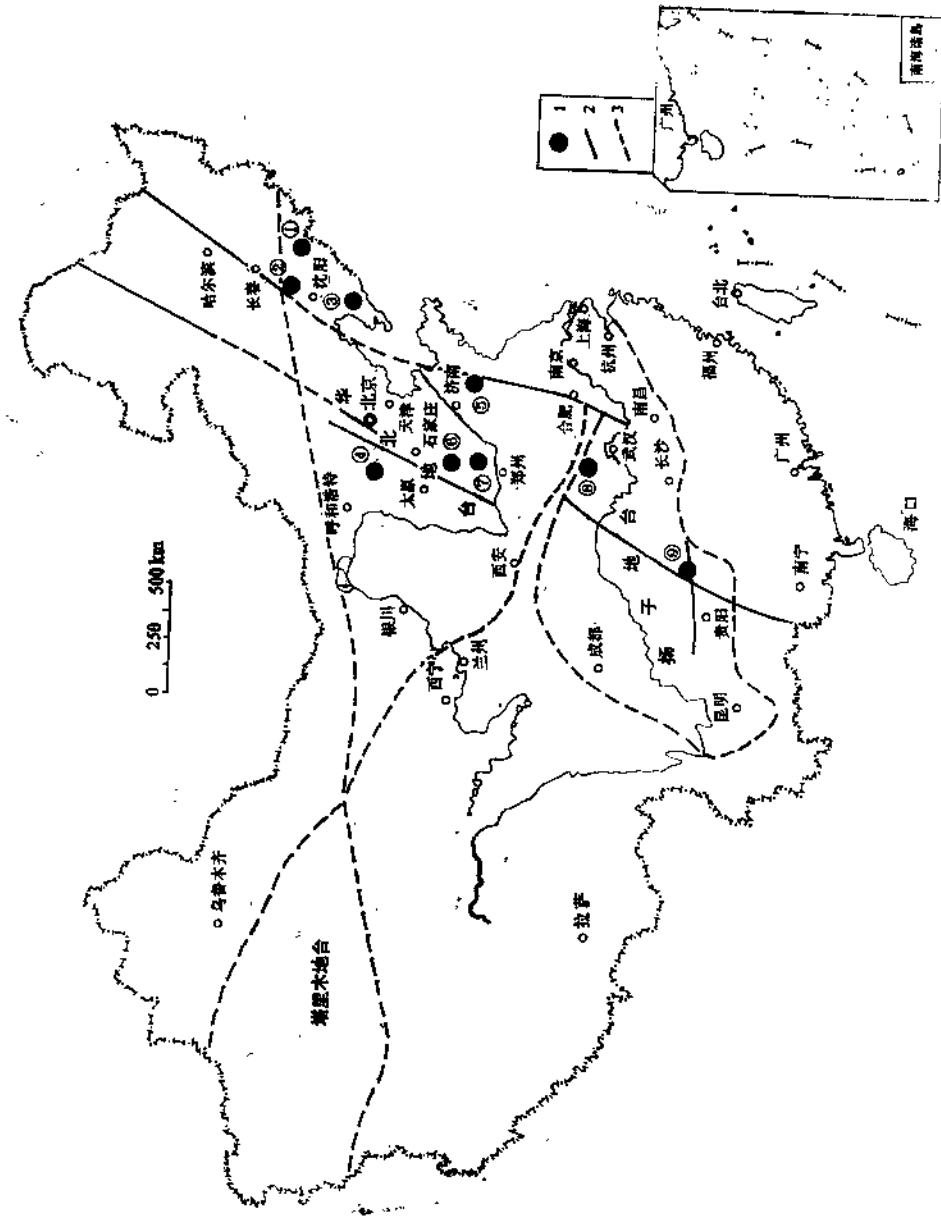 0 250 500 km
乌鲁木齐
塔里木地台
拉萨
西宁
兰州
银川
呼和浩特
西安
成都
昆明
贵阳
南宁
海口
广州
长沙
南昌
武汉
合肥
南京
上海
杭州
福州
台北
郑州
济南
石家庄
太原
天津
北京
沈阳
长春
哈尔滨
华北地台
扬子地台
①
②
③
④
⑤
⑥
⑦
⑧
⑨
1
2
3
广州
南海诸岛